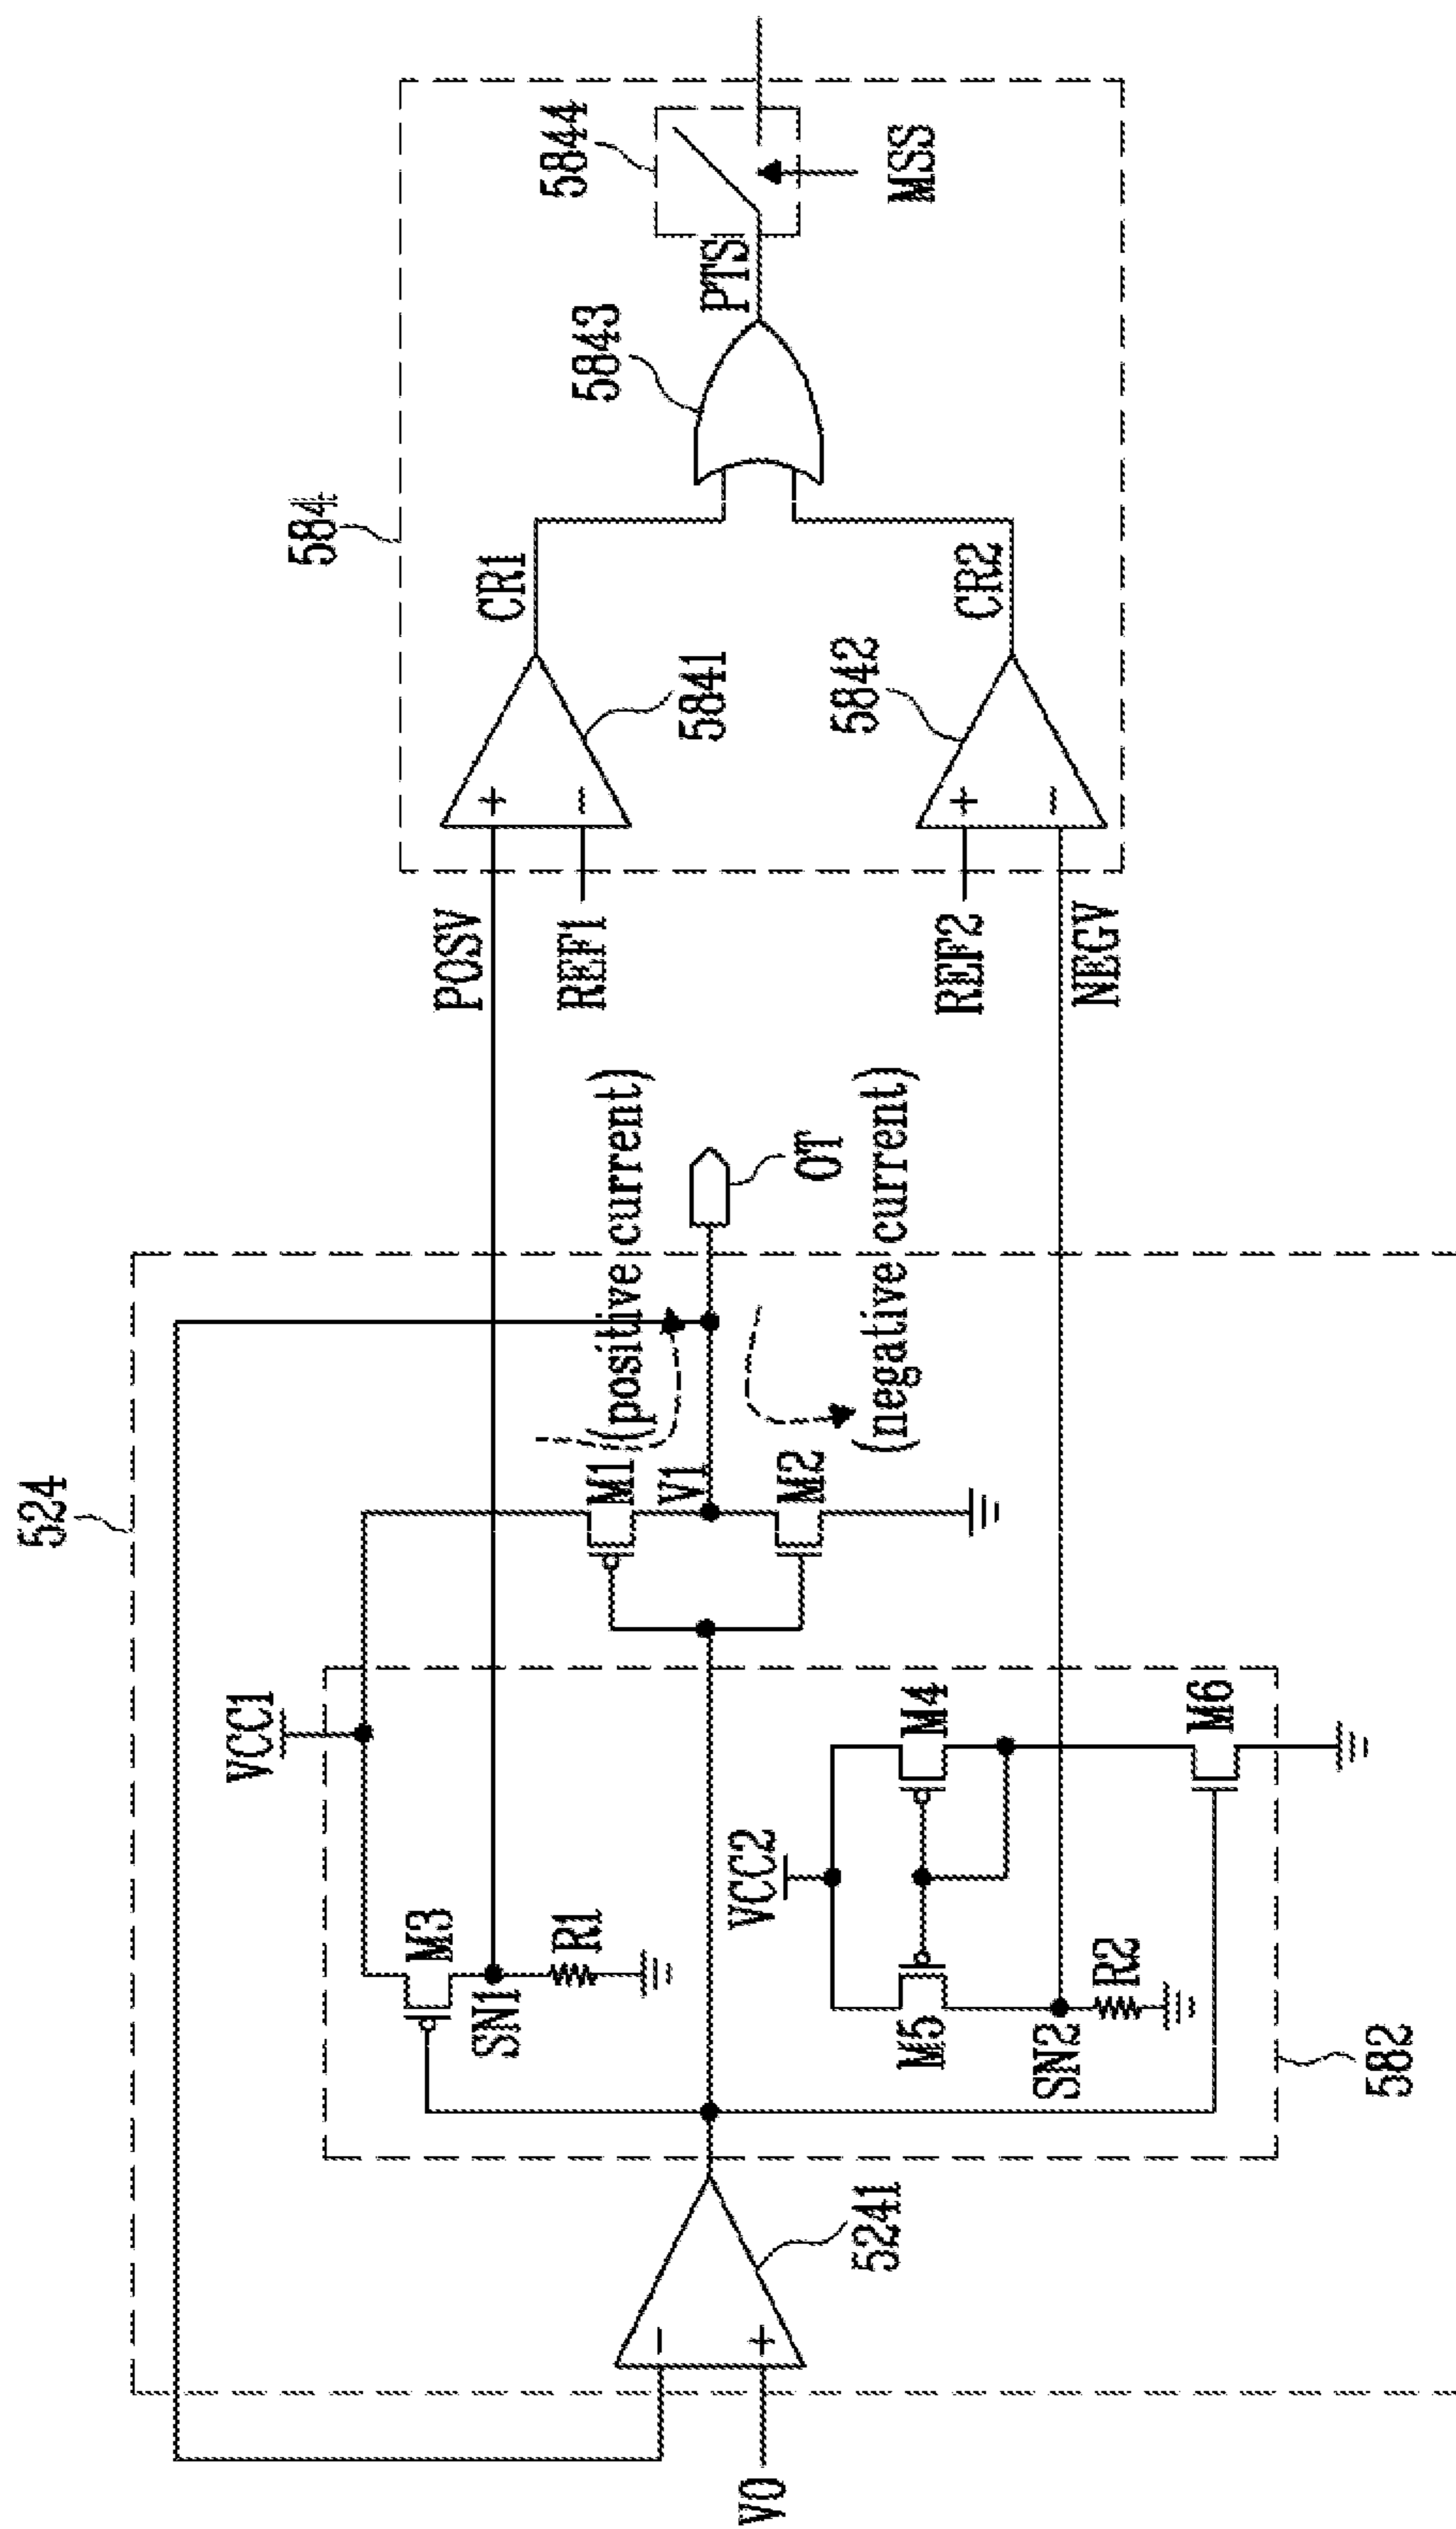 524
584
5844
5843
PTS
MSS
CR1
5841
5842
CR2
POSV
REF1
REF2
NEGV
(positive current)
OT
(negative current)
VCC1
M1
V1
M2
M3
SN1
R1
VCC2
M4
M5
M6
SN2
R2
582
5241
-
+
V0
+
-
+
-